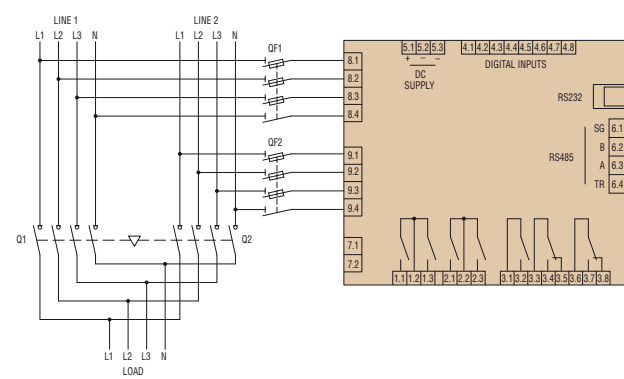 LINE 1 LINE 2
L1 L2 L3 N L1 L2 L3 N
QF1
8.1
8.2
8.3
8.4
QF2
9.1
9.2
9.3
9.4
5.1 5.2 5.3
+ – –
DC
SUPPLY
4.1 4.2 4.3 4.4 4.5 4.6 4.7 4.8
DIGITAL INPUTS
RS232
RS485
SG 6.1
B 6.2
A 6.3
TR 6.4
Q1 Q2
7.1
7.2
1.1 1.2 1.3 2.1 2.2 2.3 3.1 3.2 3.3 3.4 3.5 3.6 3.7 3.8
L1 L2 L3 N
LOAD